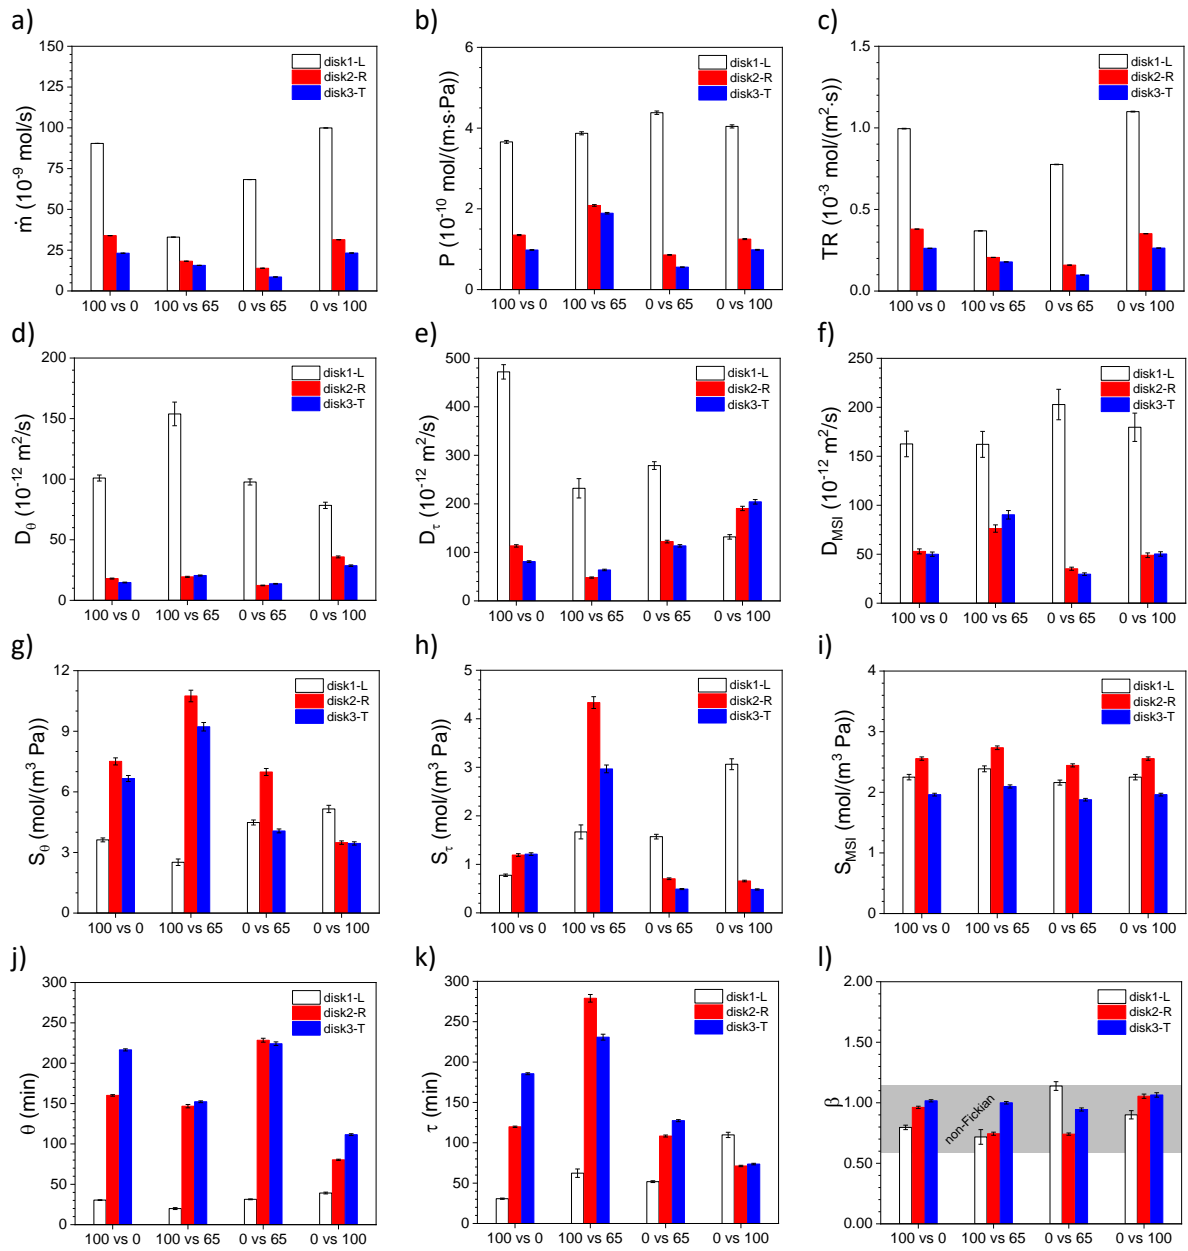 a)
150
125
100
75
50
25
0
ṁ (10⁻⁹ mol/s)
disk1-L
disk2-R
disk3-T
100 vs 0
100 vs 65
0 vs 65
0 vs 100
b)
6
4
2
0
P (10⁻¹⁰ mol/(m·s·Pa))
disk1-L
disk2-R
disk3-T
100 vs 0
100 vs 65
0 vs 65
0 vs 100
c)
1.5
1.0
0.5
0.0
TR (10⁻³ mol/(m²·s))
disk1-L
disk2-R
disk3-T
100 vs 0
100 vs 65
0 vs 65
0 vs 100
d)
200
150
100
50
0
D_θ (10⁻¹² m²/s)
disk1-L
disk2-R
disk3-T
100 vs 0
100 vs 65
0 vs 65
0 vs 100
e)
500
400
300
200
100
0
D_τ (10⁻¹² m²/s)
disk1-L
disk2-R
disk3-T
100 vs 0
100 vs 65
0 vs 65
0 vs 100
f)
250
200
150
100
50
0
D_MSI (10⁻¹² m²/s)
disk1-L
disk2-R
disk3-T
100 vs 0
100 vs 65
0 vs 65
0 vs 100
g)
12
9
6
3
0
S_θ (mol/(m³ Pa))
disk1-L
disk2-R
disk3-T
100 vs 0
100 vs 65
0 vs 65
0 vs 100
h)
5
4
3
2
1
0
S_τ (mol/(m³ Pa))
disk1-L
disk2-R
disk3-T
100 vs 0
100 vs 65
0 vs 65
0 vs 100
i)
4
3
2
1
0
S_MSI (mol/(m³ Pa))
disk1-L
disk2-R
disk3-T
100 vs 0
100 vs 65
0 vs 65
0 vs 100
j)
300
250
200
150
100
50
0
θ (min)
disk1-L
disk2-R
disk3-T
100 vs 0
100 vs 65
0 vs 65
0 vs 100
k)
300
250
200
150
100
50
0
τ (min)
disk1-L
disk2-R
disk3-T
100 vs 0
100 vs 65
0 vs 65
0 vs 100
l)
2.00
1.50
1.00
0.50
0.00
β
disk1-L
disk2-R
disk3-T
non-Fickian
100 vs 0
100 vs 65
0 vs 65
0 vs 100